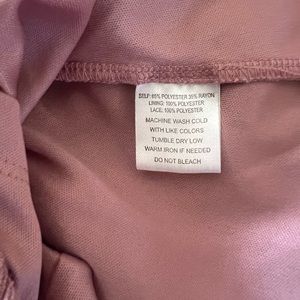 SELF: 65% POLYESTER 35% RAYON
LINING: 100% POLYESTER
LACE: 100% POLYESTER
MACHINE WASH COLD
WITH LIKE COLORS
TUMBLE DRY LOW
WARM IRON IF NEEDED
DO NOT BLEACH